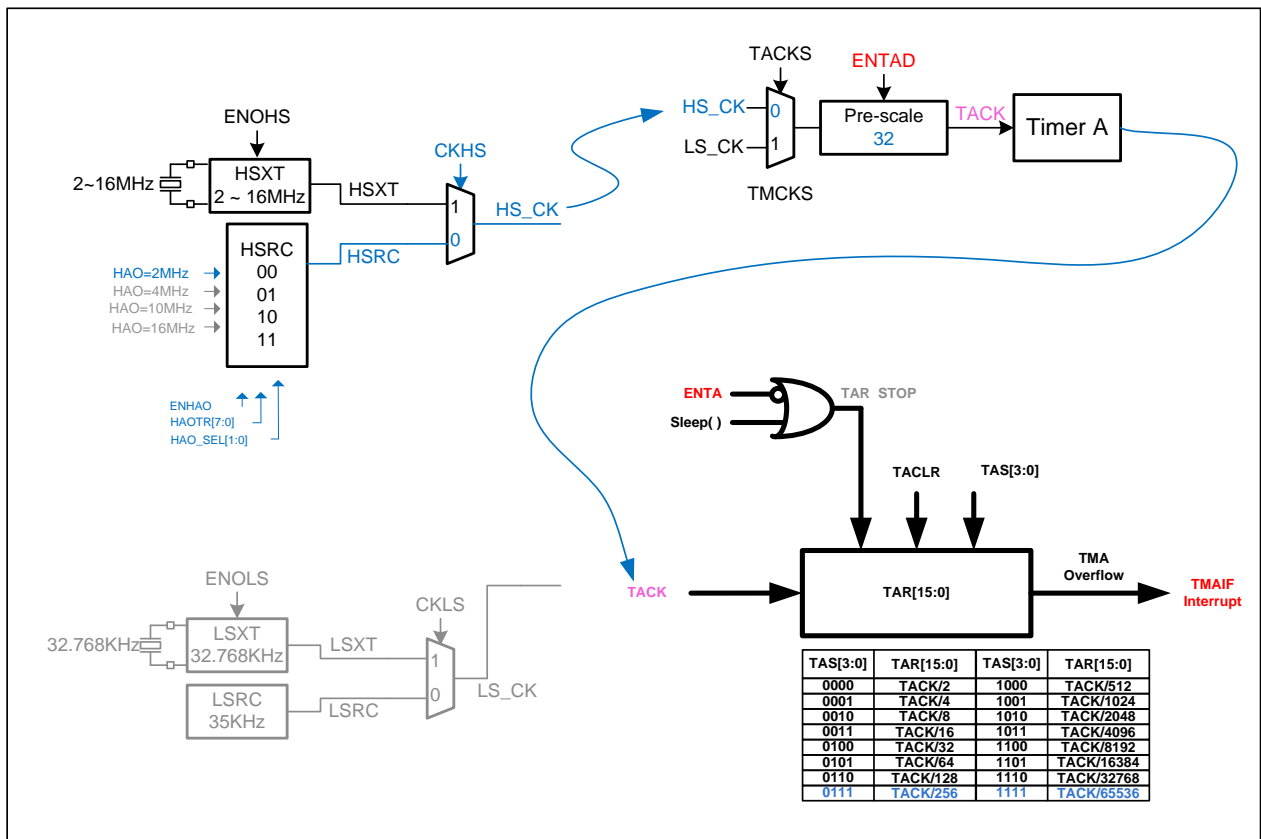 TACKS
ENTAD
HS_CK
0
LS_CK
1
TMCKS
Pre-scale
32
TACK
Timer A
ENOHS
2~16MHz
HSXT
2 ~ 16MHz
HSXT
CKHS
1
0
HS_CK
HSRC
HSRC
00
01
10
11
HAO=2MHz
HAO=4MHz
HAO=10MHz
HAO=16MHz
ENHAO
HAOTR[7:0]
HAO_SEL[1:0]
ENTA
Sleep( )
TAR STOP
TACLR
TAS[3:0]
TACK
TAR[15:0]
TMA
Overflow
TMAIF
Interrupt
ENOLS
32.768KHz
LSXT
32.768KHz
LSXT
CKLS
1
0
LS_CK
LSRC
35KHz
LSRC
TAS[3:0] TAR[15:0] TAS[3:0] TAR[15:0]
0000 TACK/2 1000 TACK/512
0001 TACK/4 1001 TACK/1024
0010 TACK/8 1010 TACK/2048
0011 TACK/16 1011 TACK/4096
0100 TACK/32 1100 TACK/8192
0101 TACK/64 1101 TACK/16384
0110 TACK/128 1110 TACK/32768
0111 TACK/256 1111 TACK/65536